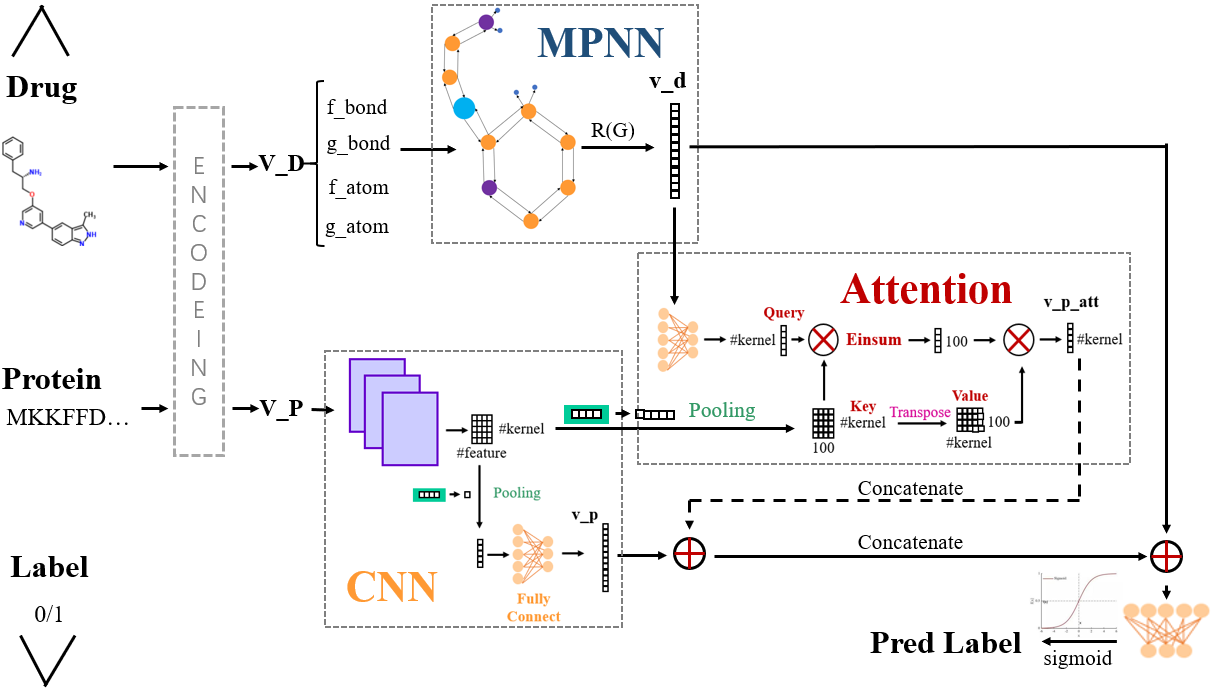 Drug
NH₂
O
N
CH₃
NH
N
ENCODEING
V_D
f_bond
g_bond
f_atom
g_atom
MPNN
R(G)
v_d
Attention
Query
#kernel
Einsum
100
v_p_att
#kernel
Protein
MKKFFD…
V_P
#kernel
#feature
Pooling
Key
#kernel
100
Transpose
Value
100
#kernel
Pooling
v_p
Fully
Connect
CNN
Concatenate
Concatenate
Label
0/1
Pred Label
sigmoid